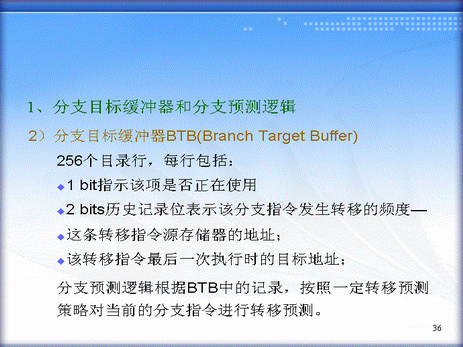 1、分支目标缓冲器和分支预测逻辑
2）分支目标缓冲器BTB(Branch Target Buffer)
256个目录行，每行包括：
◆1 bit指示该项是否正在使用
◆2 bits历史记录位表示该分支指令发生转移的频度—
◆这条转移指令源存储器的地址；
◆该转移指令最后一次执行时的目标地址；
分支预测逻辑根据BTB中的记录，按照一定转移预测
策略对当前的分支指令进行转移预测。
36